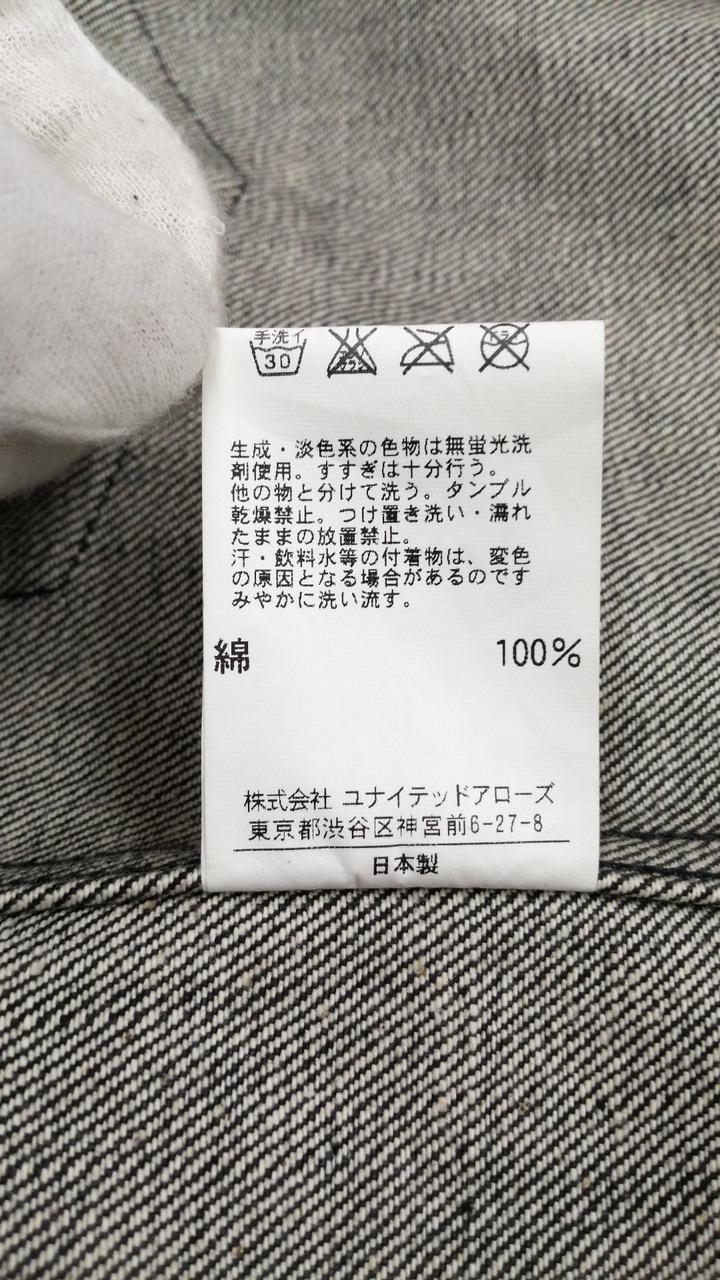 手洗イ
30
生成・淡色系の色物は無蛍光洗
剤使用。すすぎは十分行う。
他の物と分けて洗う。タンブル
乾燥禁止。つけ置き洗い・濡れ
たままの放置禁止。
汗・飲料水等の付着物は、変色
の原因となる場合があるのです
みやかに洗い流す。
綿 100%
株式会社 ユナイテッドアローズ
東京都渋谷区神宮前6-27-8
日本製